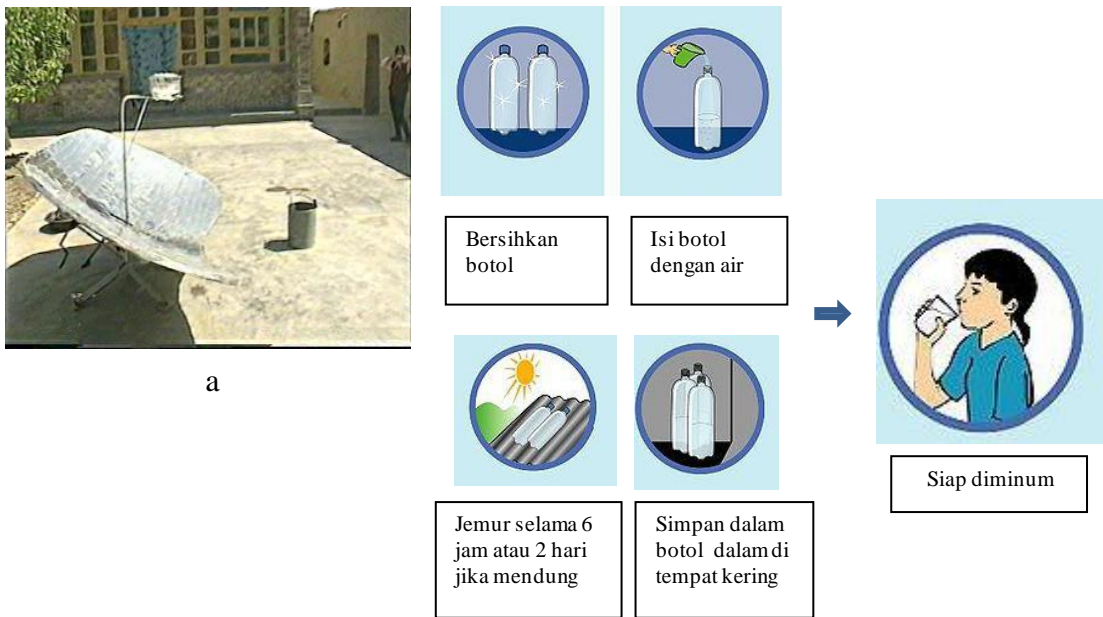 a
Bersihkan
botol
Isi botol
dengan air
Jemur selama 6
jam atau 2 hari
jika mendung
Simpan dalam
botol dalam di
tempat kering
Siap diminum